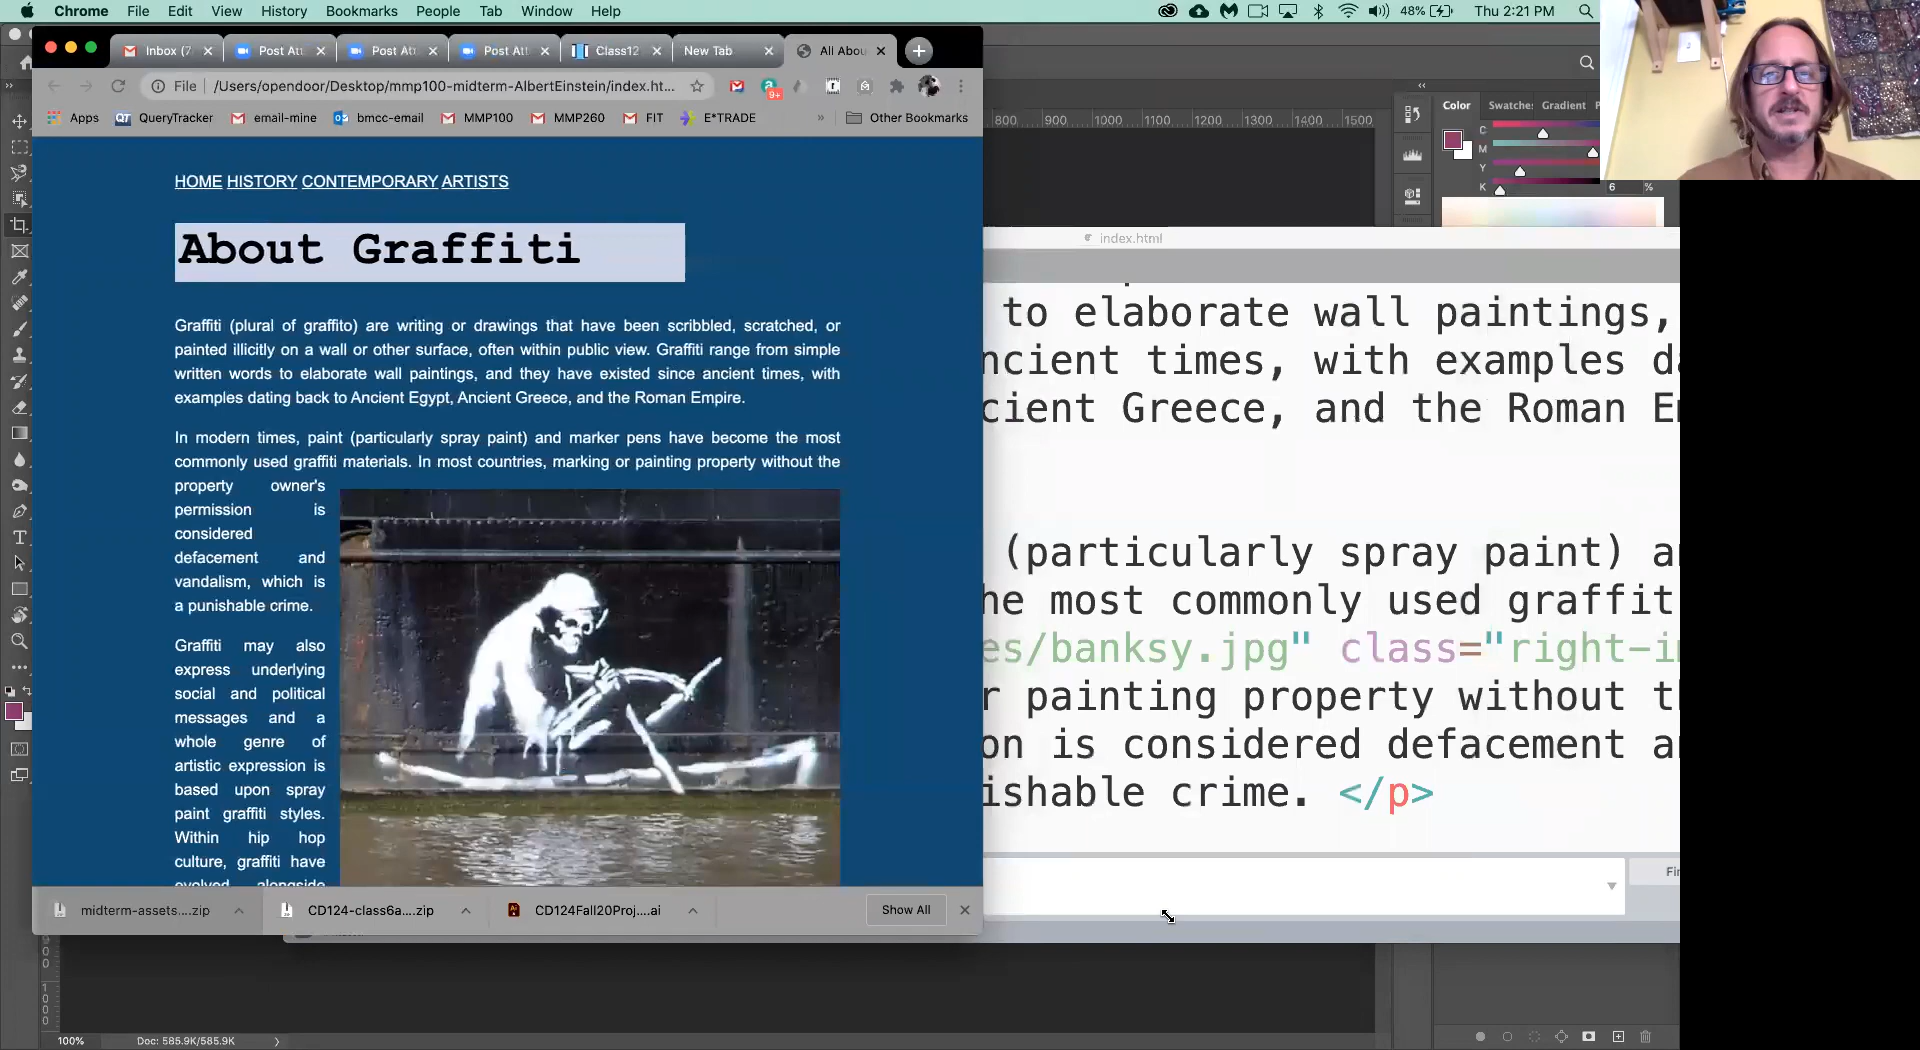 Chrome File Edit View History Bookmarks People Tab Window Help
48% Thu 2:21 PM
Inbox (7 Post Att Post Att Post Att Class12 New Tab All Abou
File /Users/opendoor/Desktop/mmp100-midterm-AlbertEinstein/index.ht...
9+
Apps QueryTracker email-mine bmcc-email MMP100 MMP260 FIT E*TRADE » Other Bookmarks
HOME HISTORY CONTEMPORARY ARTISTS
About Graffiti
Graffiti (plural of graffito) are writing or drawings that have been scribbled, scratched, or
painted illicitly on a wall or other surface, often within public view. Graffiti range from simple
written words to elaborate wall paintings, and they have existed since ancient times, with
examples dating back to Ancient Egypt, Ancient Greece, and the Roman Empire.
In modern times, paint (particularly spray paint) and marker pens have become the most
commonly used graffiti materials. In most countries, marking or painting property without the
property owner's
permission is
considered
defacement and
vandalism, which is
a punishable crime.
Graffiti may also
express underlying
social and political
messages and a
whole genre of
artistic expression is
based upon spray
paint graffiti styles.
Within hip hop
culture, graffiti have
evolved alongside
midterm-assets....zip CD124-class6a....zip CD124Fall20Proj....ai Show All
800 900 1000 1100 1200 1300 1400 1500
Color Swatches Gradient P
C
M
Y
K 6 %
index.html
to elaborate wall paintings,
ncient times, with examples da
cient Greece, and the Roman Em
(particularly spray paint) an
he most commonly used graffit
es/banksy.jpg" class="right-im
r painting property without th
on is considered defacement an
ishable crime. </p>
Fin
100% Doc: 585.9K/585.9K